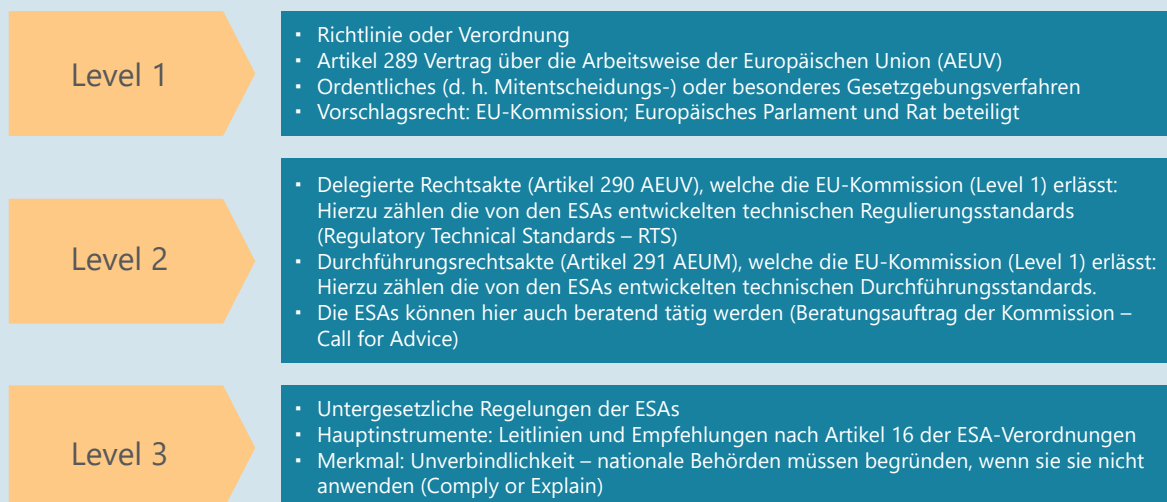 Level 1
▪ Richtlinie oder Verordnung
▪ Artikel 289 Vertrag über die Arbeitsweise der Europäischen Union (AEUV)
▪ Ordentliches (d. h. Mitentscheidungs-) oder besonderes Gesetzgebungsverfahren
▪ Vorschlagsrecht: EU-Kommission; Europäisches Parlament und Rat beteiligt
Level 2
▪ Delegierte Rechtsakte (Artikel 290 AEUV), welche die EU-Kommission (Level 1) erlässt:
Hierzu zählen die von den ESAs entwickelten technischen Regulierungsstandards
(Regulatory Technical Standards – RTS)
▪ Durchführungsrechtsakte (Artikel 291 AEUM), welche die EU-Kommission (Level 1) erlässt:
Hierzu zählen die von den ESAs entwickelten technischen Durchführungsstandards.
▪ Die ESAs können hier auch beratend tätig werden (Beratungsauftrag der Kommission –
Call for Advice)
Level 3
▪ Untergesetzliche Regelungen der ESAs
▪ Hauptinstrumente: Leitlinien und Empfehlungen nach Artikel 16 der ESA-Verordnungen
▪ Merkmal: Unverbindlichkeit – nationale Behörden müssen begründen, wenn sie sie nicht
anwenden (Comply or Explain)